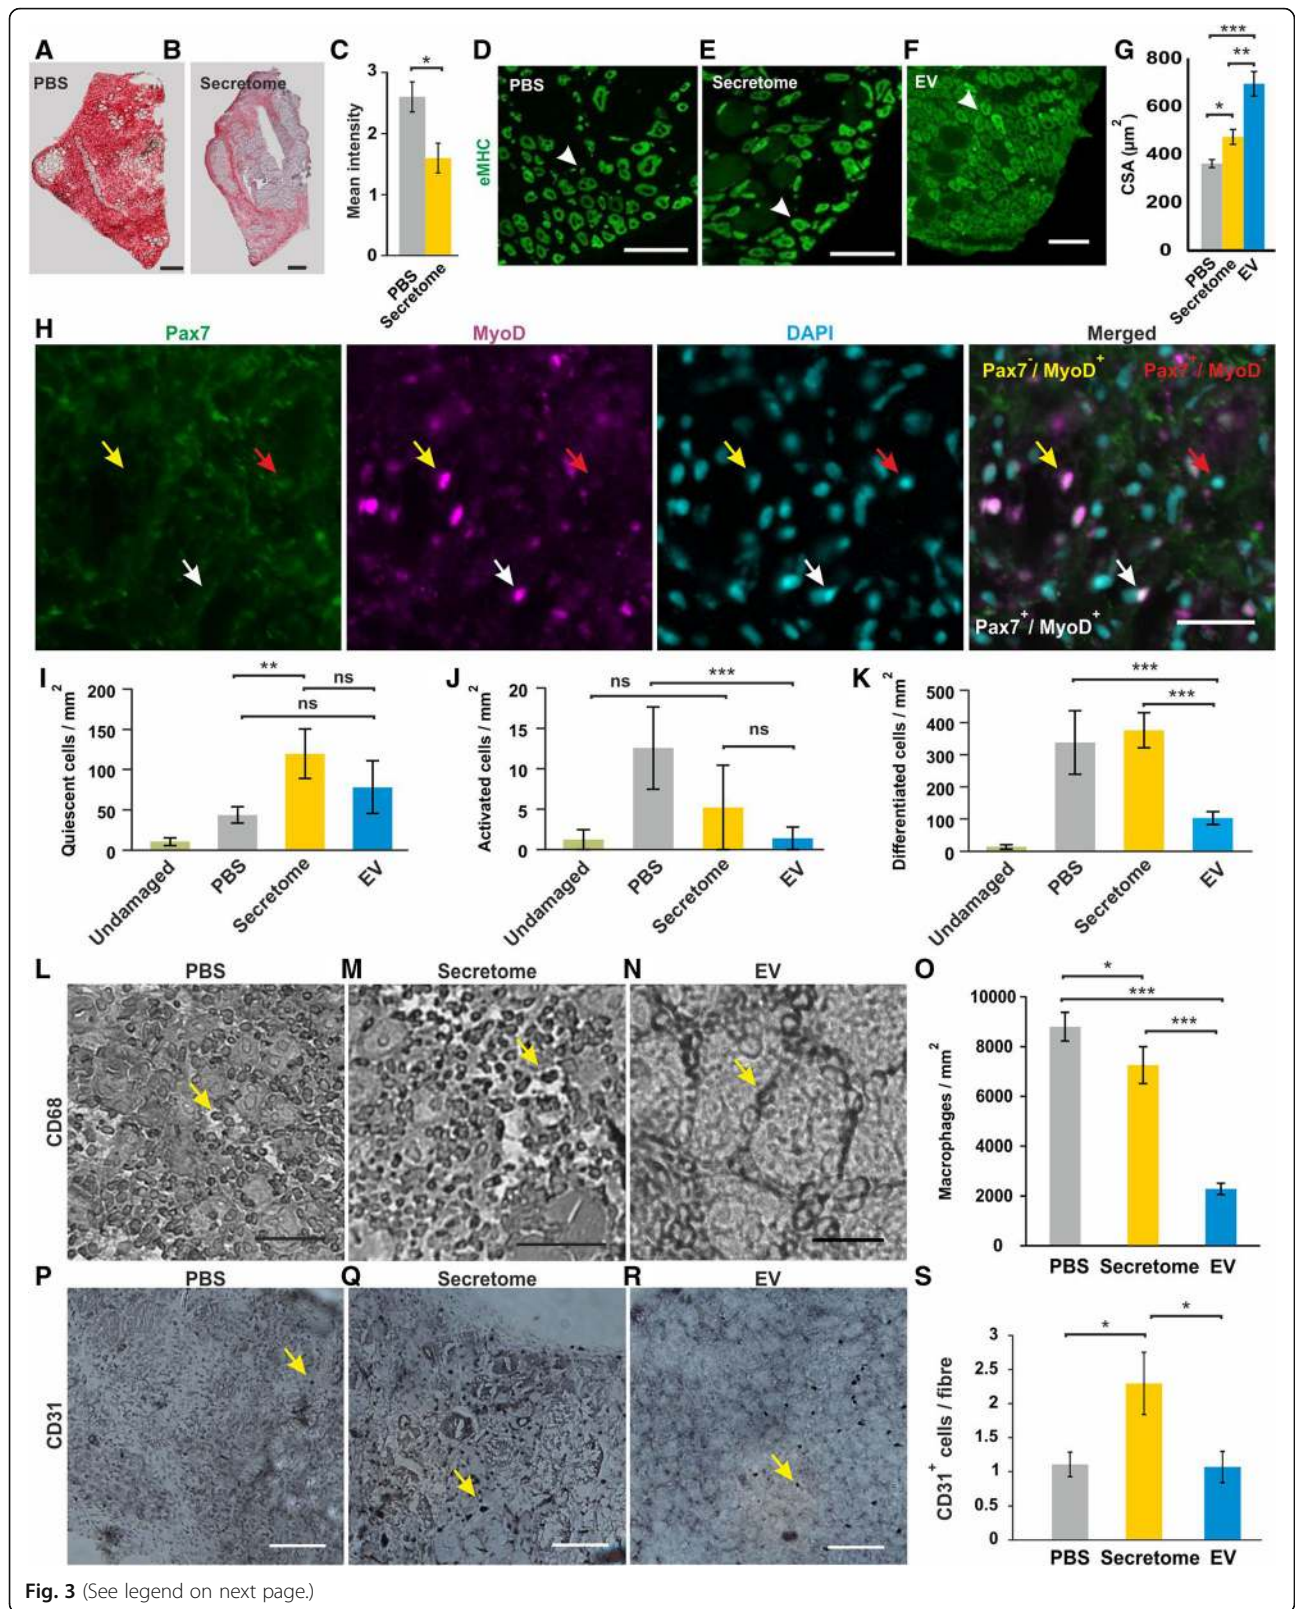 A
B
C
D
E
F
G
PBS
Secretome
Mean intensity
3
2
1
0
*
PBS
Secretome
eMHC
PBS
Secretome
EV
CSA (µm²)
800
600
400
200
0
***
**
*
PBS
Secretome
EV
H
Pax7
MyoD
DAPI
Merged
Pax7⁻/ MyoD⁺
Pax7⁺/ MyoD⁻
Pax7⁺/ MyoD⁺
I
Quiescent cells / mm²
200
150
100
50
0
**
ns
ns
Undamaged
PBS
Secretome
EV
J
Activated cells / mm²
20
15
10
5
0
ns
***
ns
Undamaged
PBS
Secretome
EV
K
Differentiated cells / mm²
500
400
300
200
100
0
***
***
Undamaged
PBS
Secretome
EV
L
PBS
M
Secretome
N
EV
CD68
O
Macrophages / mm²
10000
8000
6000
4000
2000
0
*
***
***
PBS
Secretome
EV
P
PBS
Q
Secretome
R
EV
CD31
S
CD31⁺ cells / fibre
3
2.5
2
1.5
1
0.5
0
*
*
PBS
Secretome
EV
Fig. 3 (See legend on next page.)